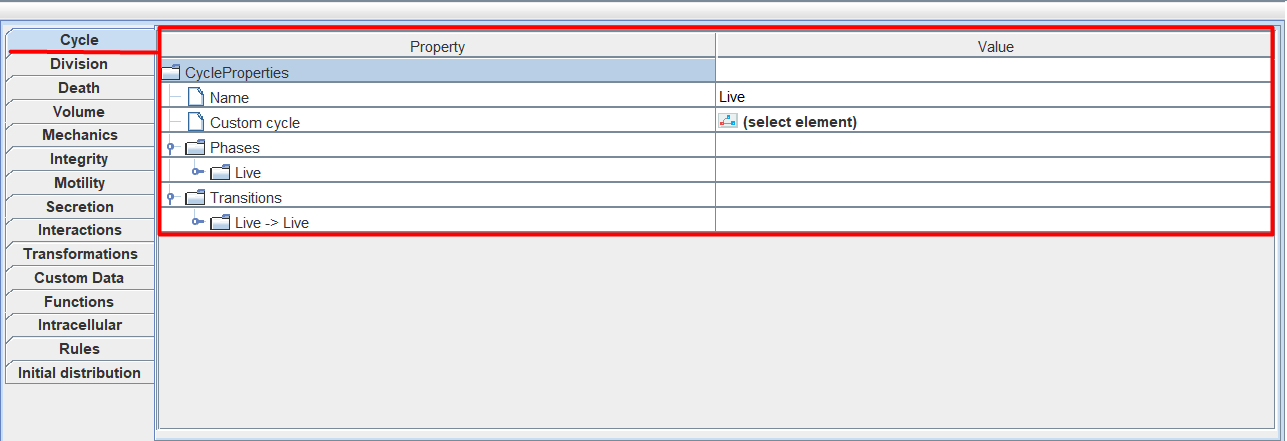 Cycle
Division
Death
Volume
Mechanics
Integrity
Motility
Secretion
Interactions
Transformations
Custom Data
Functions
Intracellular
Rules
Initial distribution
Property Value
CycleProperties
Name Live
Custom cycle (select element)
Phases
Live
Transitions
Live -> Live